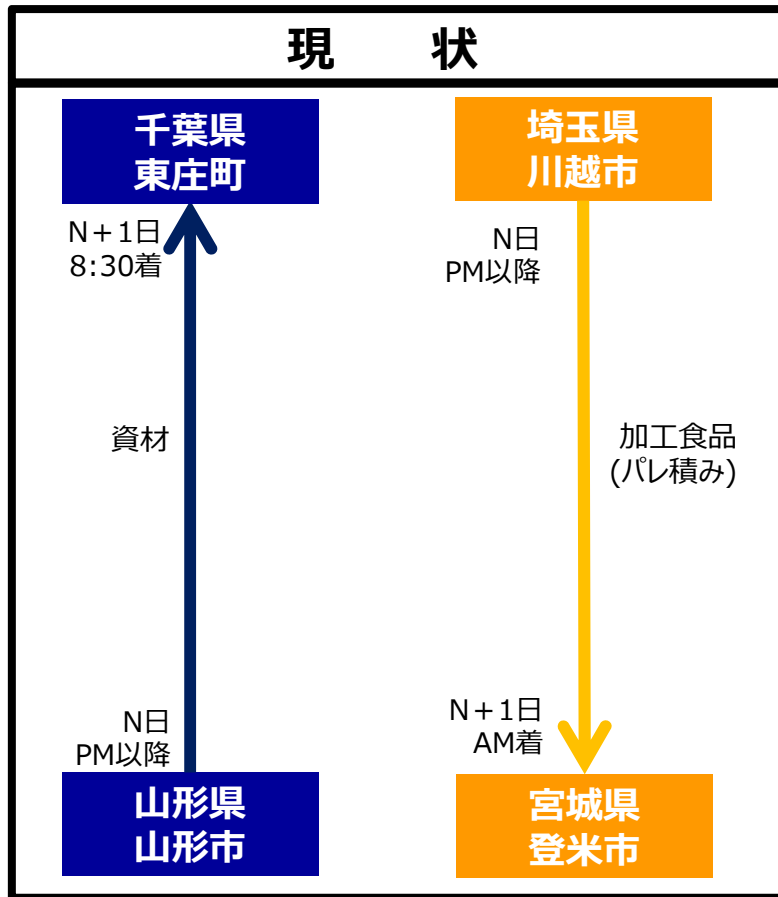 現　状
千葉県
東庄町
N＋1日
8:30着
資材
N日
PM以降
山形県
山形市
埼玉県
川越市
N日
PM以降
加工食品
(パレ積み)
N＋1日
AM着
宮城県
登米市